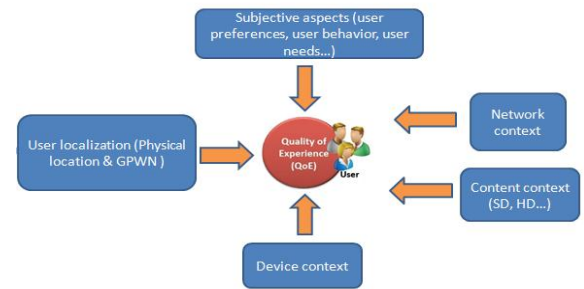 Subjective aspects (user
preferences, user behavior, user
needs...)
Network
context
User localization (Physical
location & GPWN )
Quality of
Experience
(QoE)
User
Content context
(SD, HD...)
Device context